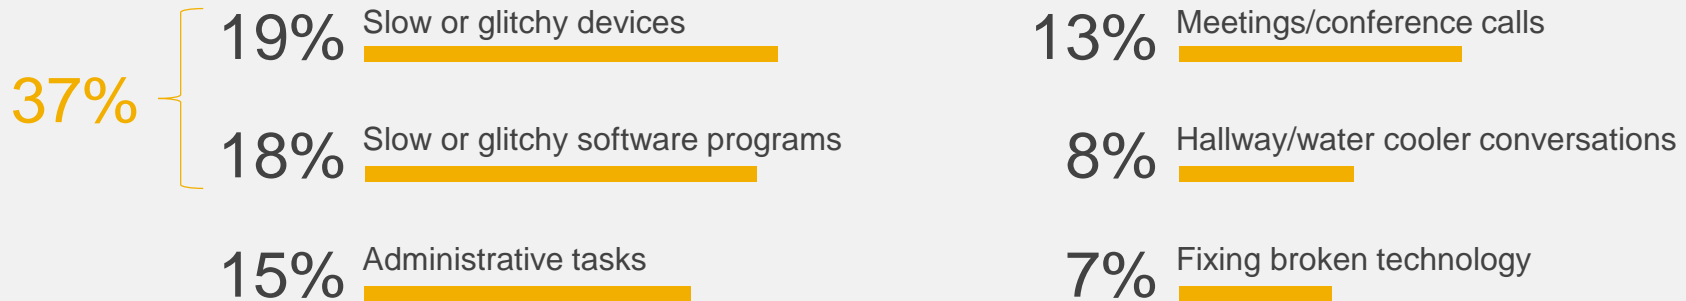 37%
19% Slow or glitchy devices
18% Slow or glitchy software programs
15% Administrative tasks
13% Meetings/conference calls
8% Hallway/water cooler conversations
7% Fixing broken technology